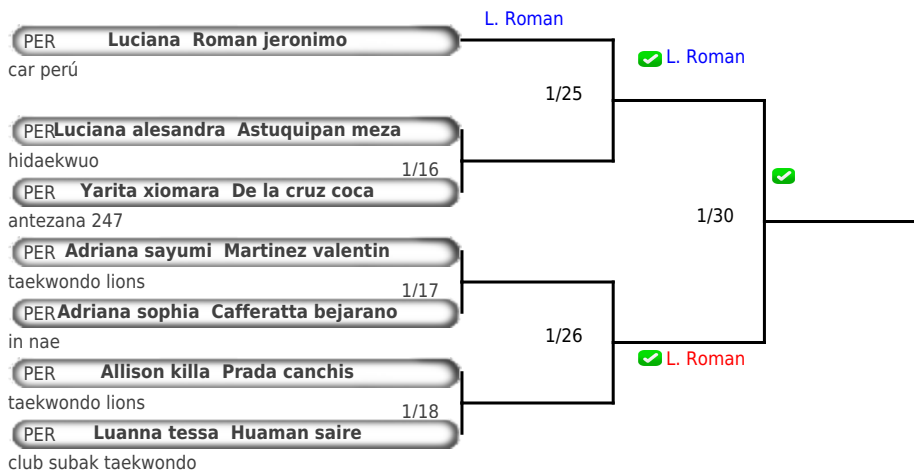 L. Roman
PER Luciana Roman jeronimo
car perú
L. Roman
1/25
PER Luciana alesandra Astuquipan meza
hidaekwuo
1/16
PER Yarita xiomara De la cruz coca
antezana 247
1/30
PER Adriana sayumi Martinez valentin
taekwondo lions
1/17
PER Adriana sophia Cafferatta bejarano
in nae
1/26
L. Roman
PER Allison killa Prada canchis
taekwondo lions
1/18
PER Luanna tessa Huaman saire
club subak taekwondo